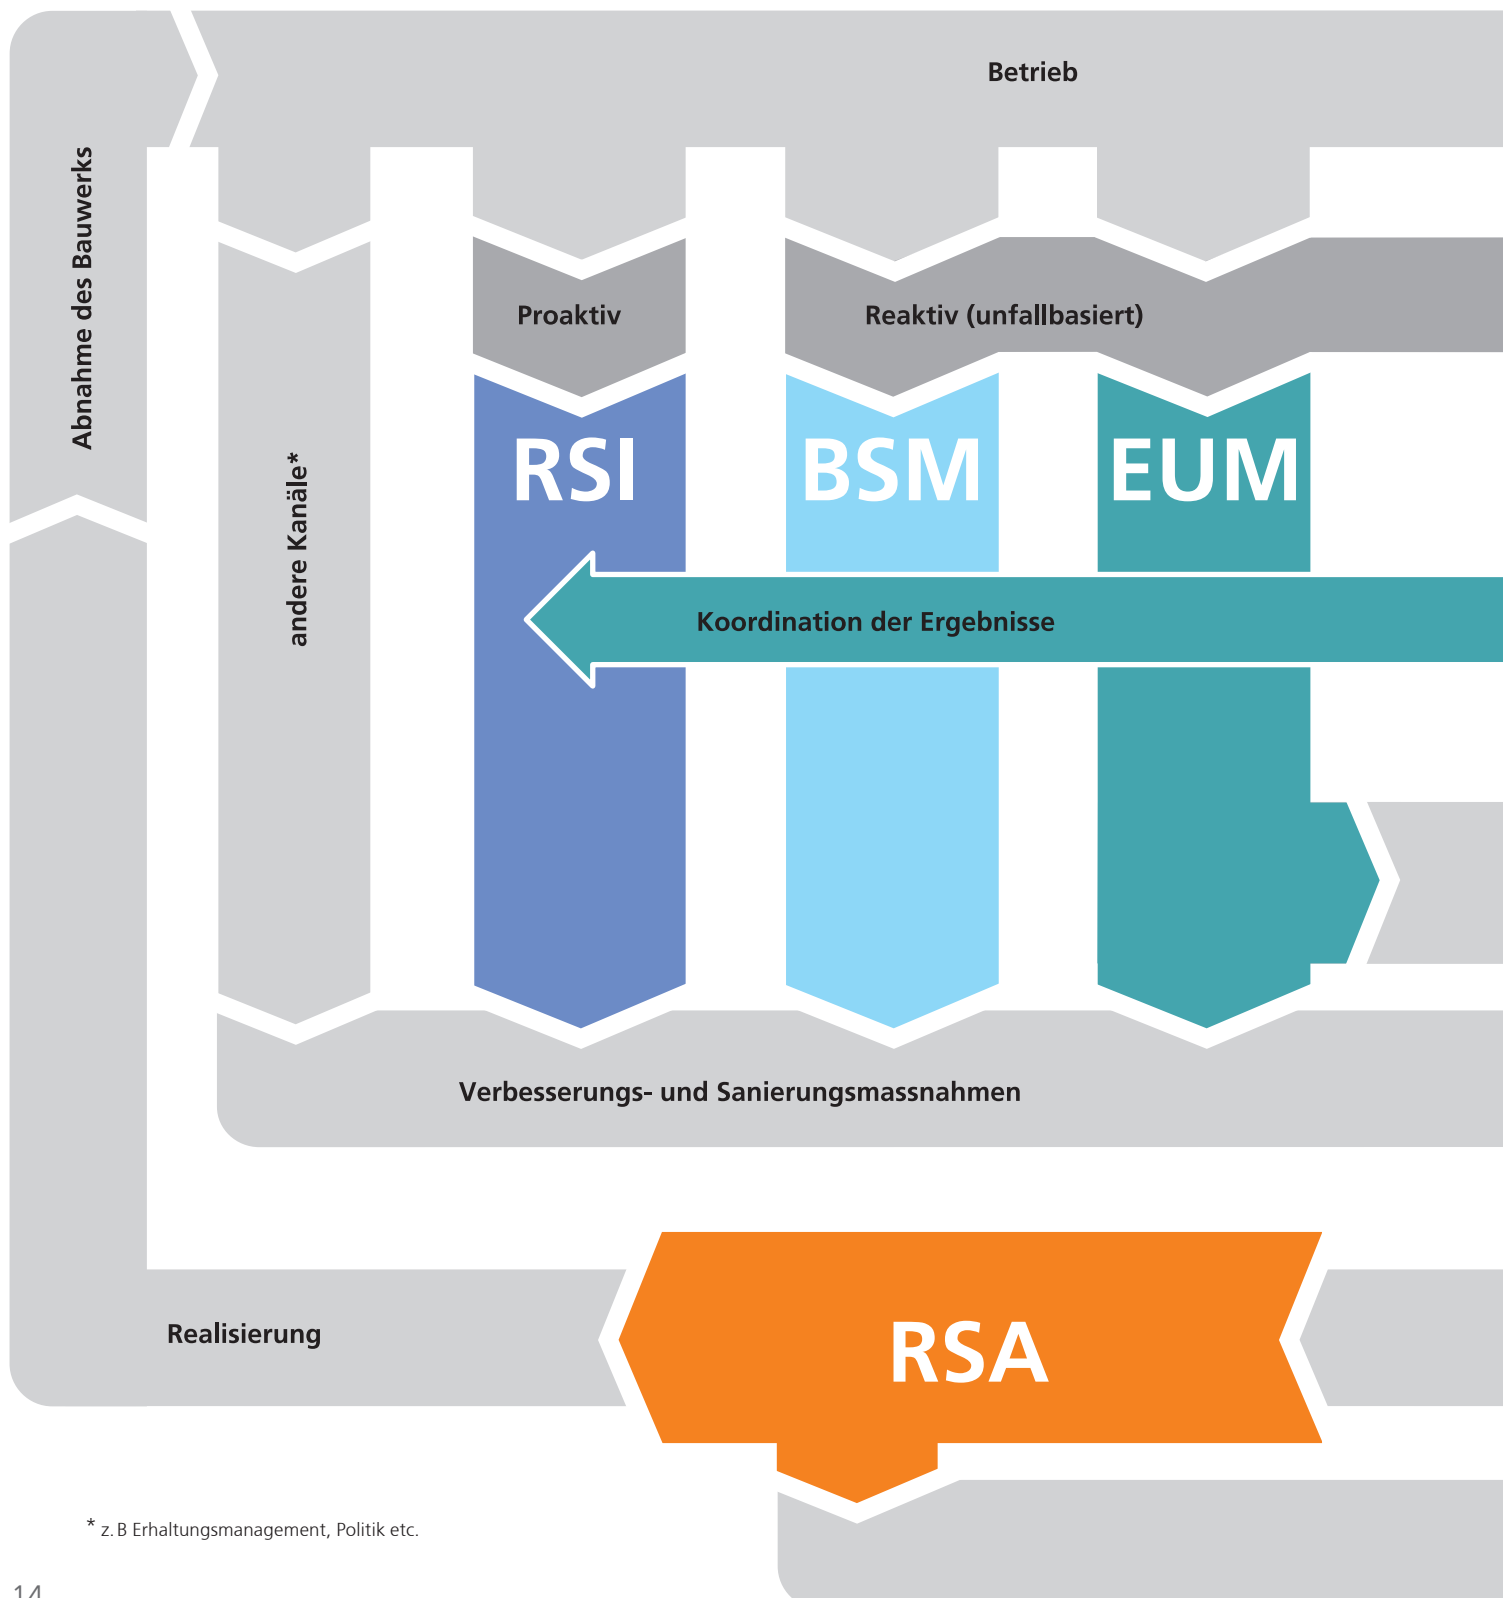 Betrieb
Abnahme des Bauwerks
Proaktiv
Reaktiv (unfallbasiert)
andere Kanäle*
RSI
BSM
EUM
Koordination der Ergebnisse
Verbesserungs- und Sanierungsmassnahmen
Realisierung
RSA
* z. B Erhaltungsmanagement, Politik etc.
14